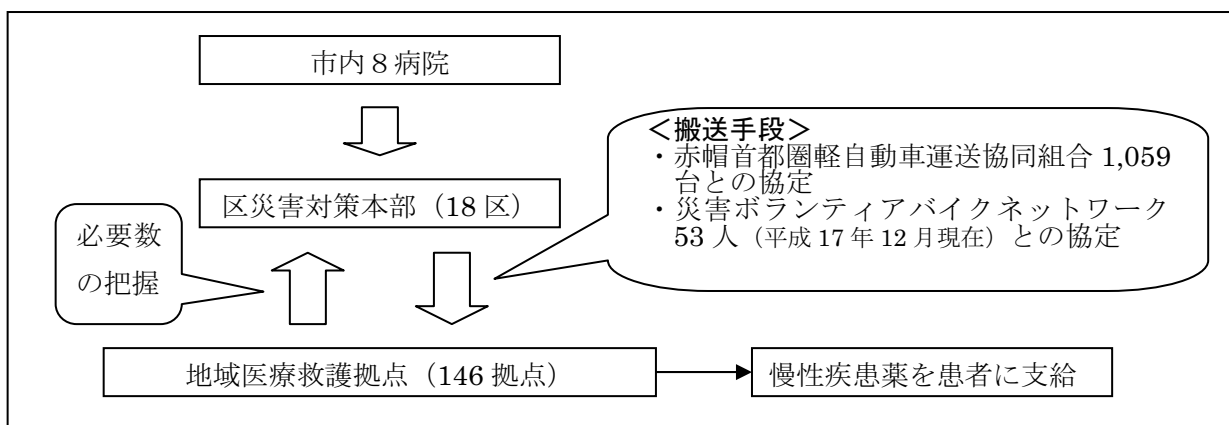 市内８病院
＜搬送手段＞
・赤帽首都圏軽自動車運送協同組合 1,059
台との協定
・災害ボランティアバイクネットワーク
53 人（平成 17 年 12 月現在）との協定
区災害対策本部（18 区）
必要数
の把握
地域医療救護拠点（146 拠点）
慢性疾患薬を患者に支給